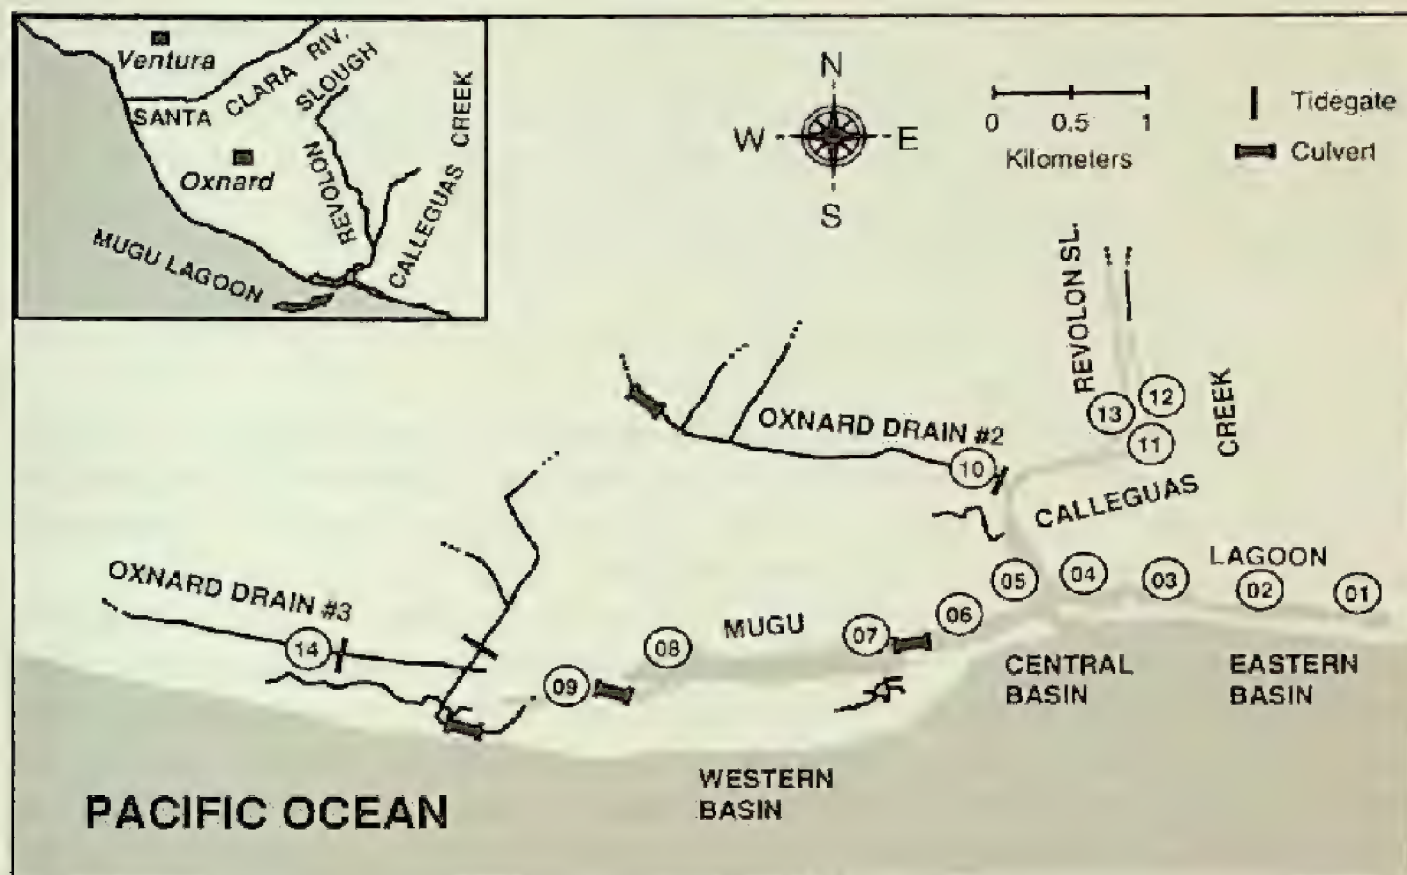 Ventura
SANTA CLARA RIV.
REVOLON SLOUGH
CALLEGUAS CREEK
Oxnard
MUGU LAGOON
N
W E
S
0 0.5 1
Kilometers
Tidegate
Culvert
REVOLON SL.
12
13
11
CREEK
OXNARD DRAIN #2
10
CALLEGUAS
LAGOON
05
04
03
02
01
OXNARD DRAIN #3
14
MUGU
06
07
08
09
CENTRAL
BASIN
EASTERN
BASIN
WESTERN
BASIN
PACIFIC OCEAN